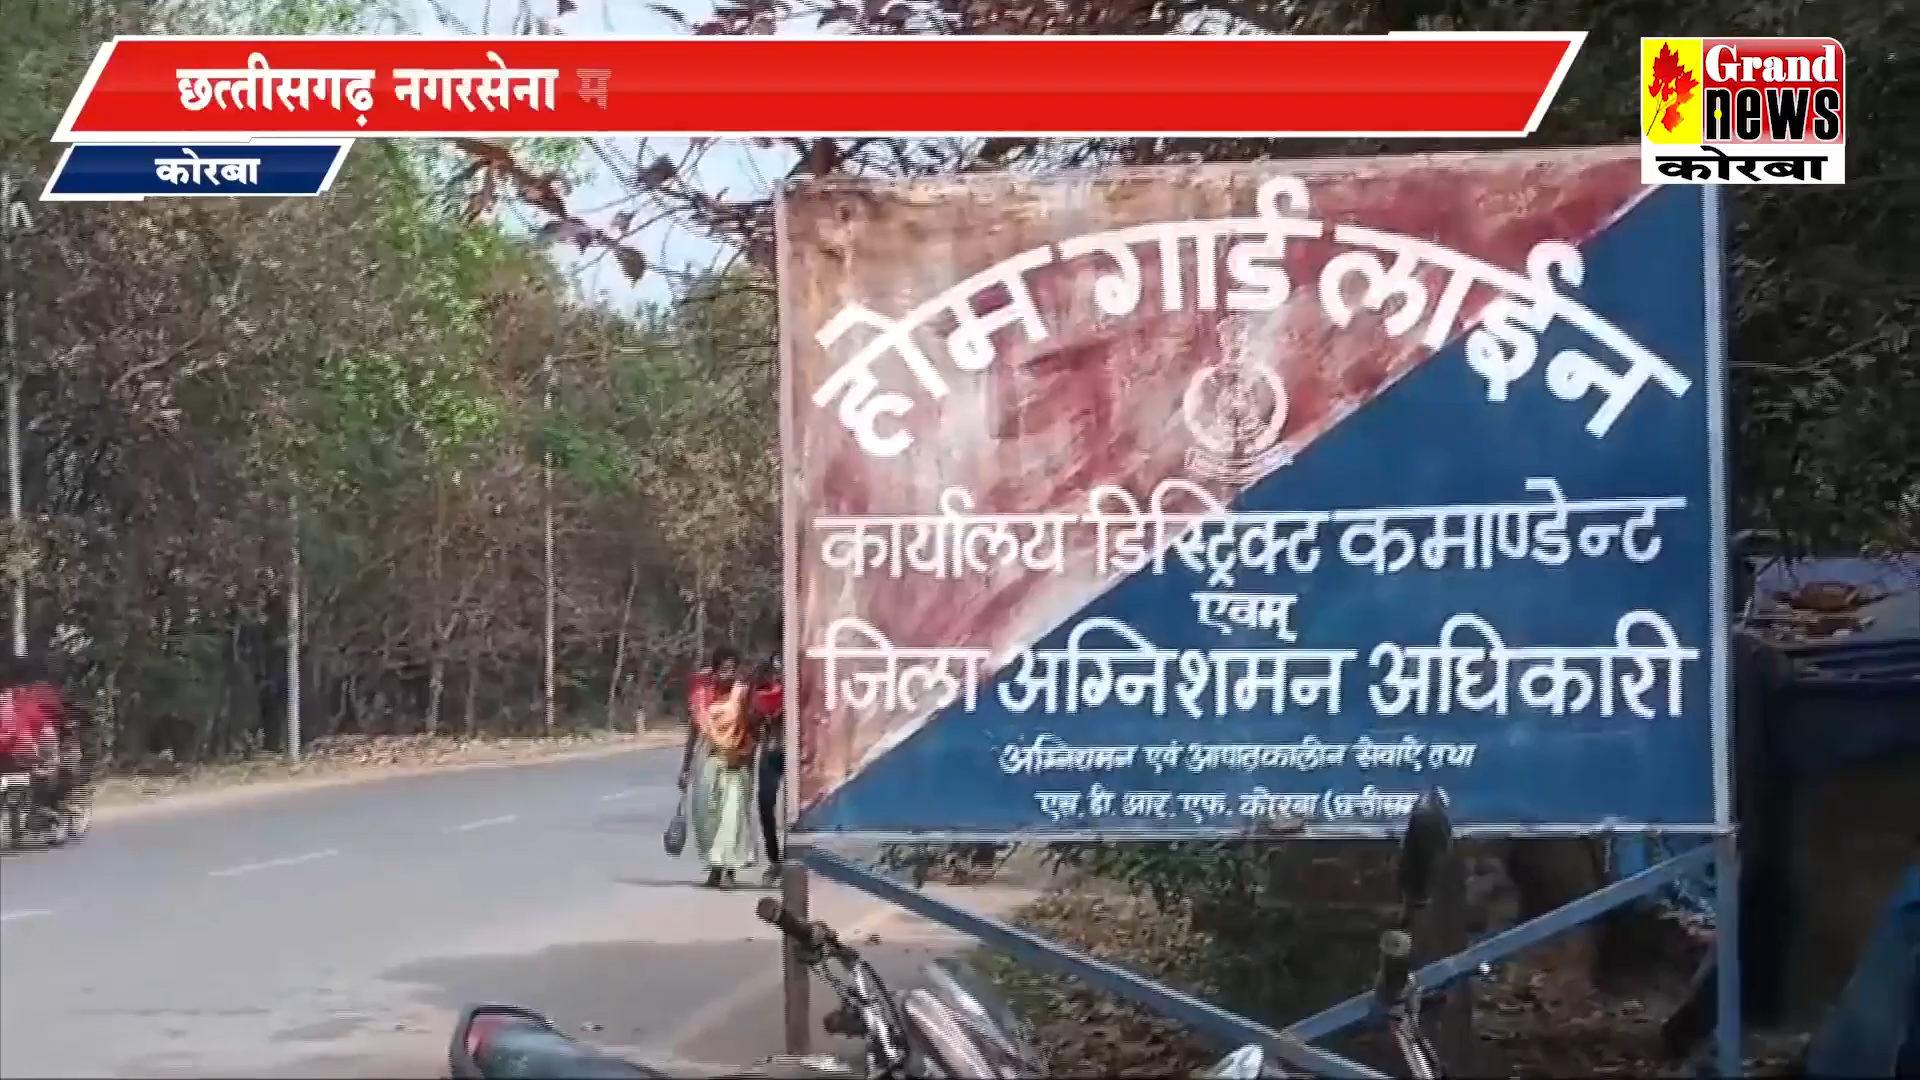 छत्तीसगढ़ नगरसेना म
कोरबा
Grand
news
कोरबा
होम गार्ड लाईन
कार्यालय डिस्ट्रिक्ट कमाण्डेन्ट
एवम्
जिला अग्निशमन अधिकारी
अग्निशमन एवं आपातकालीन सेवाऐं तथा
एस. डी. आर. एफ. कोरबा